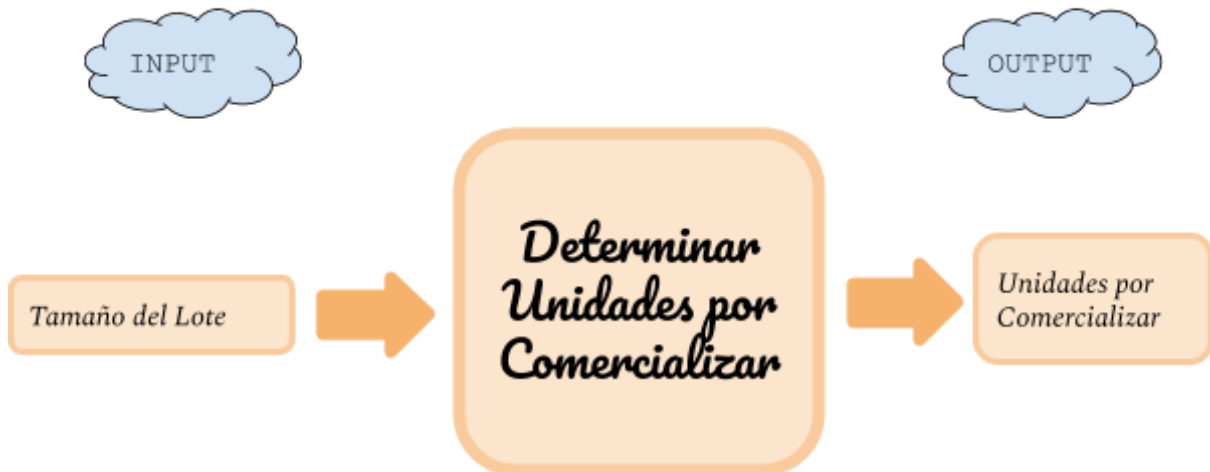 INPUT
OUTPUT
Tamaño del Lote
Determinar
Unidades por
Comercializar
Unidades por
Comercializar